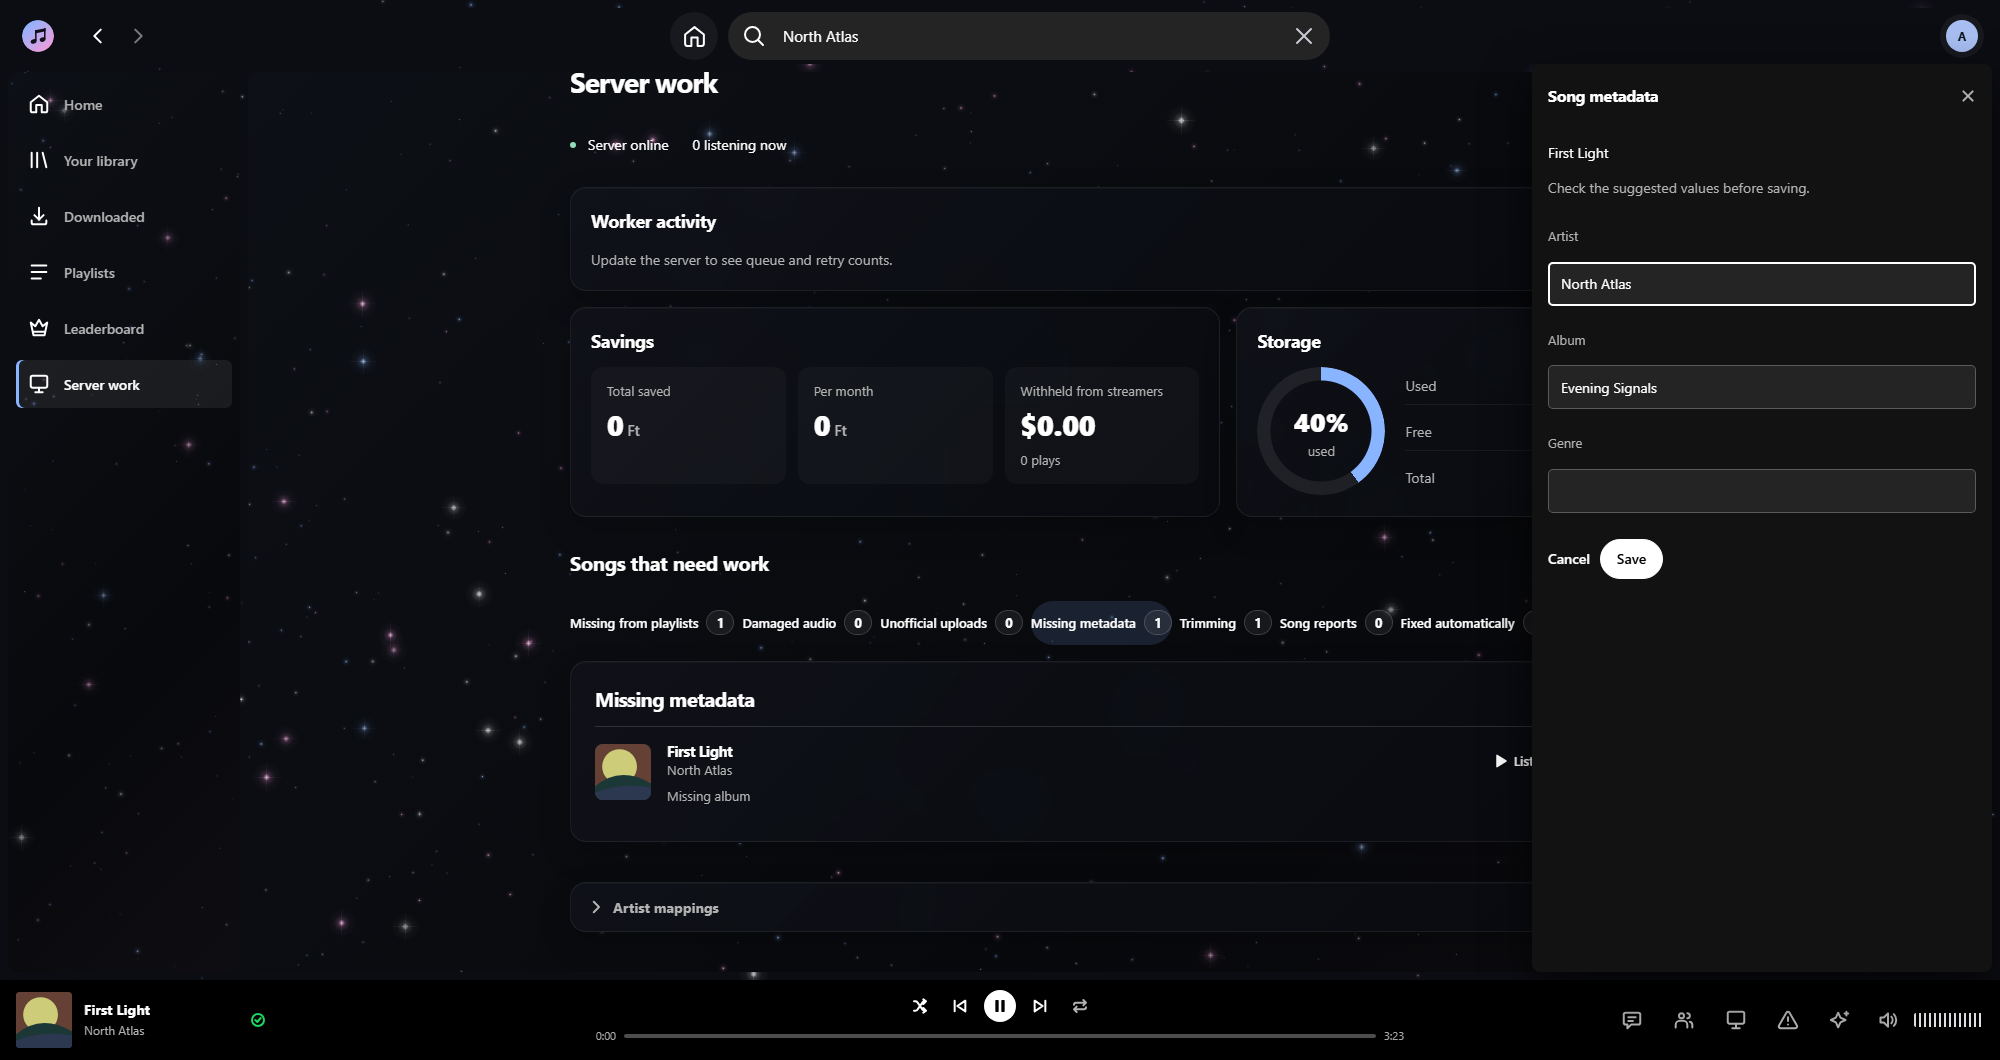 North Atlas
A
Home
Your library
Downloaded
Playlists
Leaderboard
Server work
Server work
Server online
0 listening now
Worker activity
Update the server to see queue and retry counts.
Savings
Total saved
0 Ft
Per month
0 Ft
Withheld from streamers
$0.00
0 plays
Storage
40%
used
Used
Free
Total
Songs that need work
Missing from playlists 1
Damaged audio 0
Unofficial uploads 0
Missing metadata 1
Trimming 1
Song reports 0
Fixed automatically
Missing metadata
First Light
North Atlas
Missing album
Artist mappings
Song metadata
First Light
Check the suggested values before saving.
Artist
North Atlas
Album
Evening Signals
Genre
Cancel
Save
First Light
North Atlas
0:00
3:23